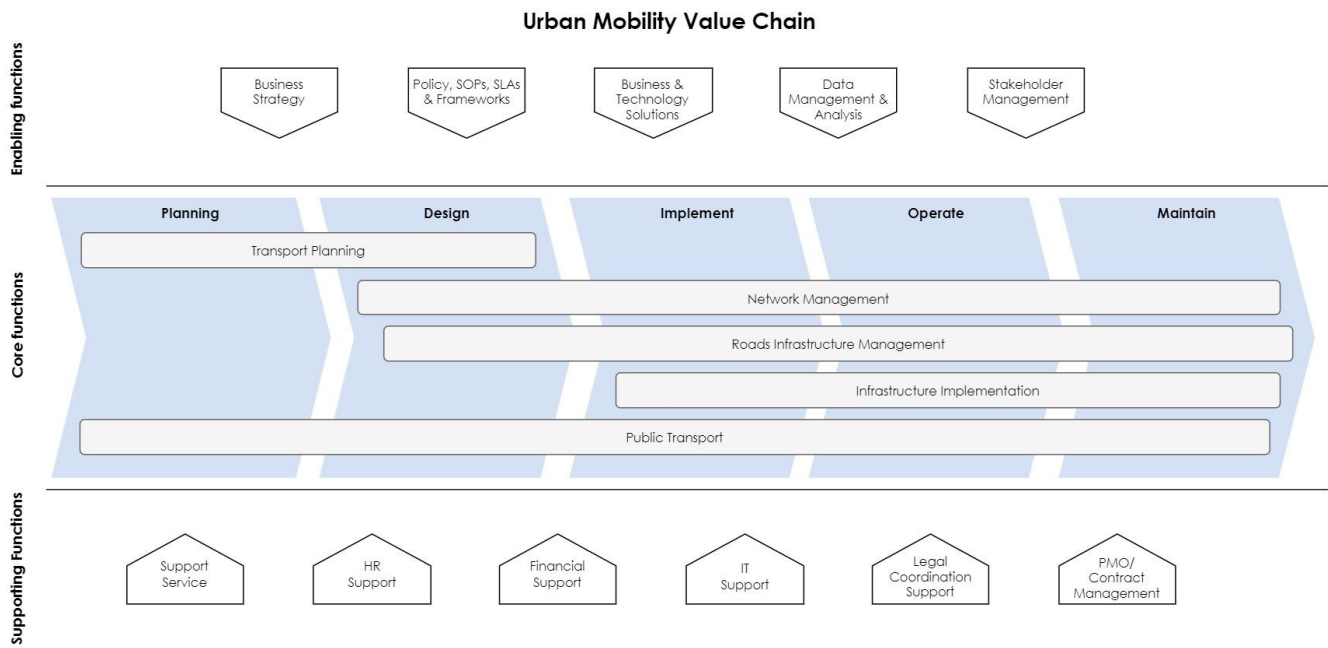 Urban Mobility Value Chain
Enabling functions
Business
Strategy
Policy, SOPs, SLAs
& Frameworks
Business &
Technology
Solutions
Data
Management &
Analysis
Stakeholder
Management
Core functions
Planning
Design
Implement
Operate
Maintain
Transport Planning
Network Management
Roads Infrastructure Management
Infrastructure Implementation
Public Transport
Supporting Functions
Support
Service
HR
Support
Financial
Support
IT
Support
Legal
Coordination
Support
PMO/
Contract
Management